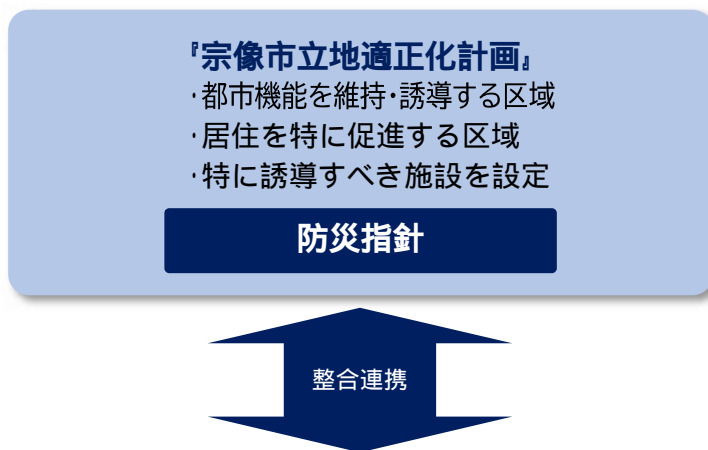 『宗像市立地適正化計画』
・都市機能を維持・誘導する区域
・居住を特に促進する区域
・特に誘導すべき施設を設定
防災指針
整合連携